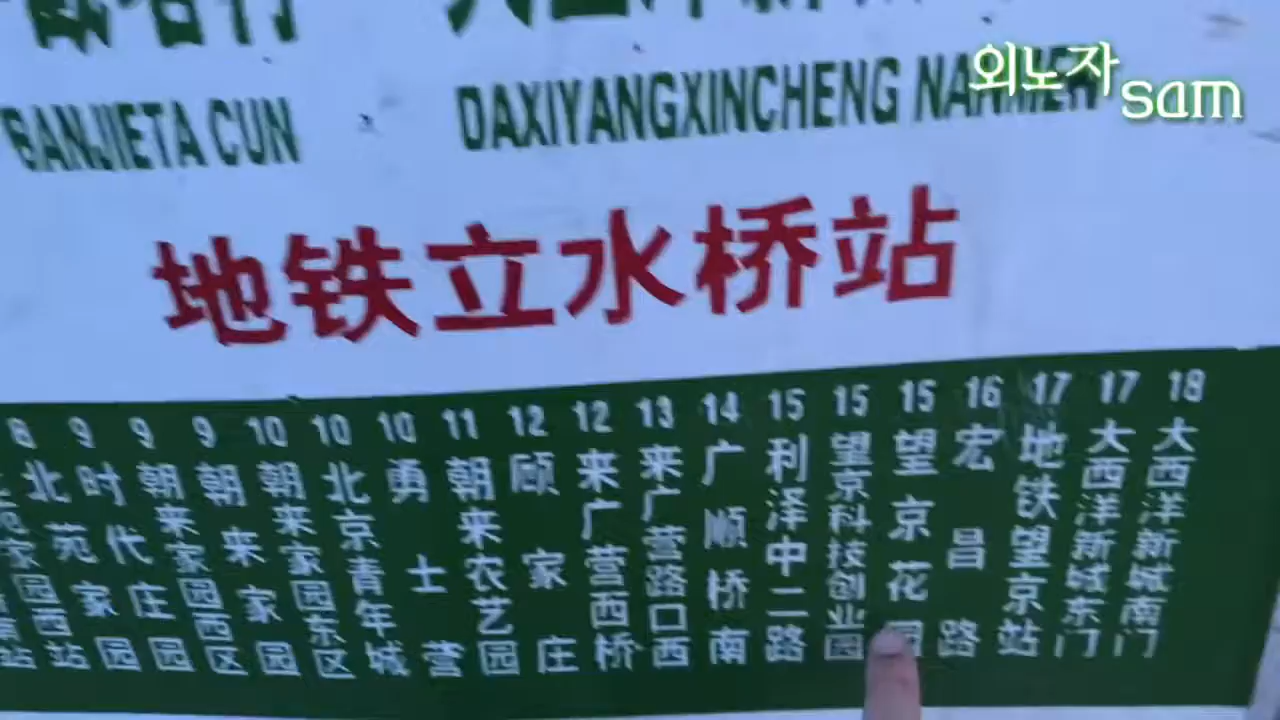 外노자 sam
BANJIETA CUN
DAXIYANGXINCHENG NANMEN
地铁立水桥站
8 9 9 9 10 10 10 11 12 12 13 14 15 15 15 16 17 17 18
北苑家园西站
时代庄园
朝来家园西区
朝来家园
朝来家园东区
北京青年城
勇士营
朝来农艺园
顾家庄
来广营西桥
来广营路口西
广顺桥南
利泽中二路
望京科技创业园
望京花园
宏昌路
地铁望京站
大西洋新城东门
大西洋新城南门